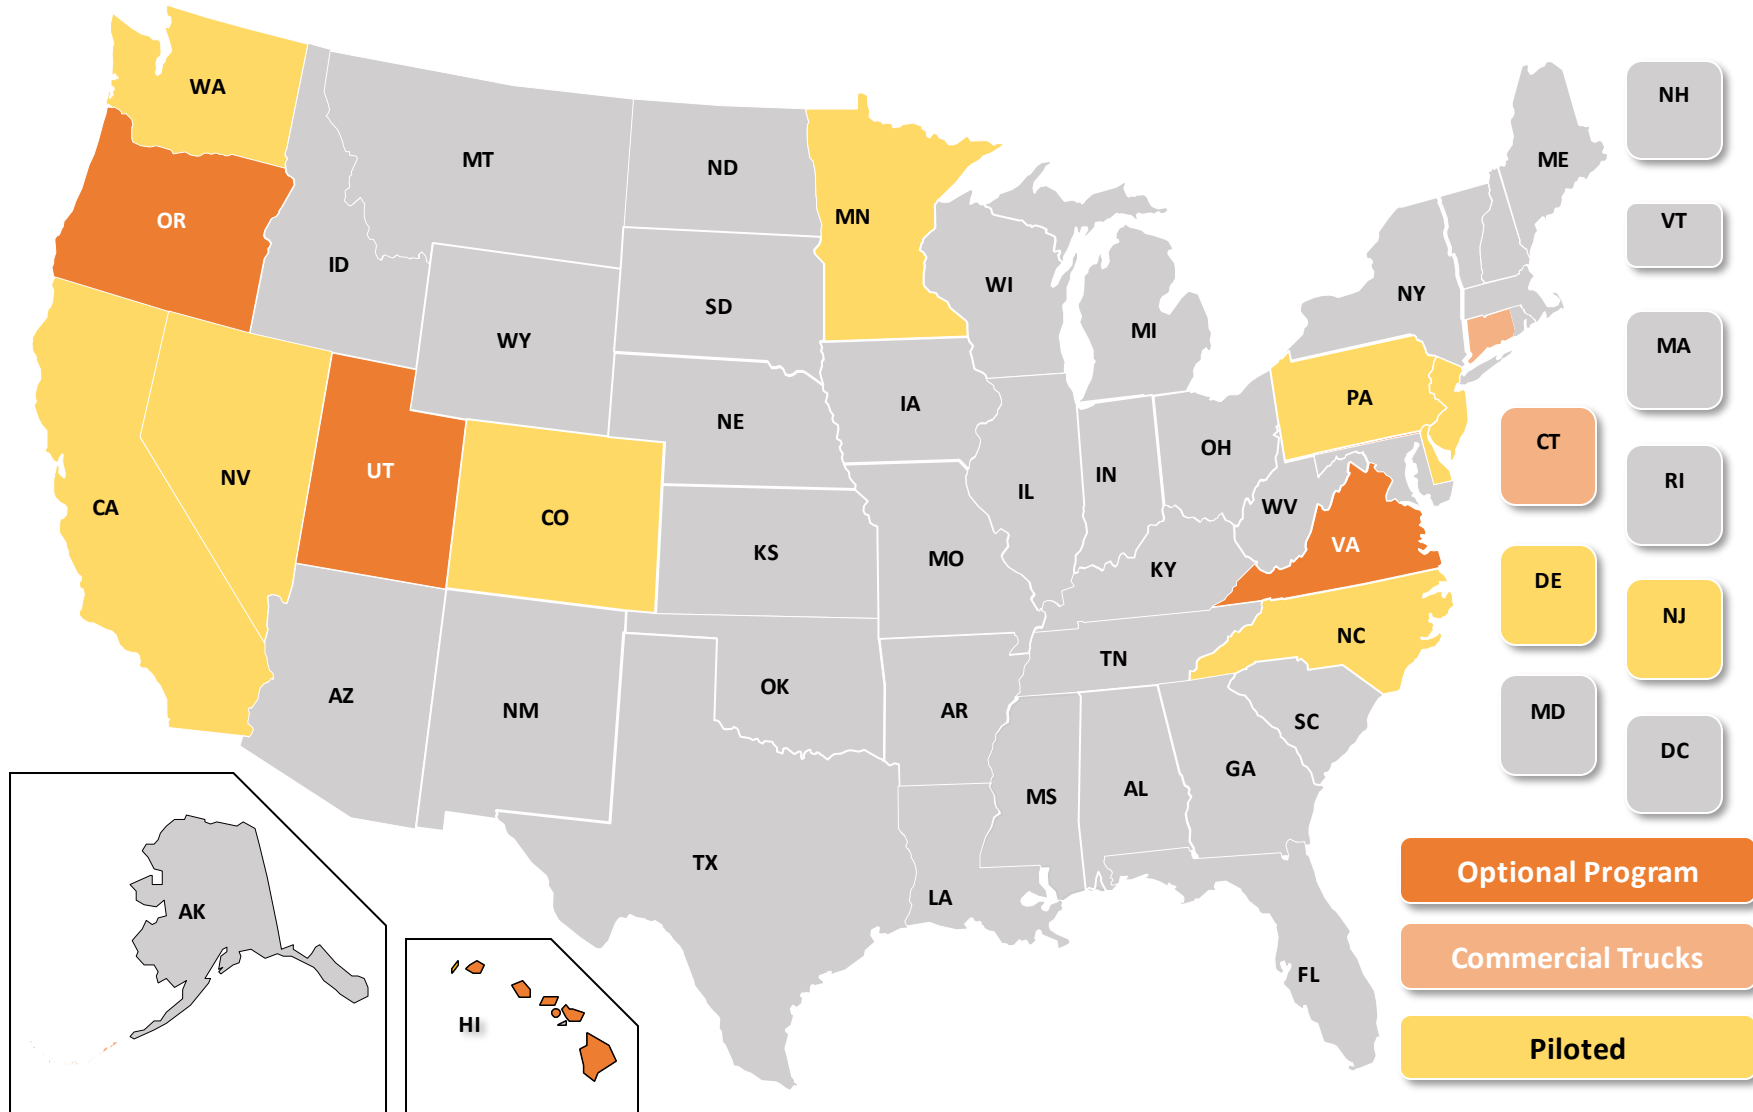 WA
OR
CA
NV
ID
MT
WY
UT
CO
AZ
NM
ND
SD
NE
KS
OK
TX
MN
IA
MO
AR
LA
WI
IL
MI
IN
OH
KY
TN
MS
AL
GA
FL
SC
NC
VA
WV
PA
NY
ME
NH
VT
MA
RI
CT
NJ
DE
MD
DC
AK
HI
Optional Program
Commercial Trucks
Piloted